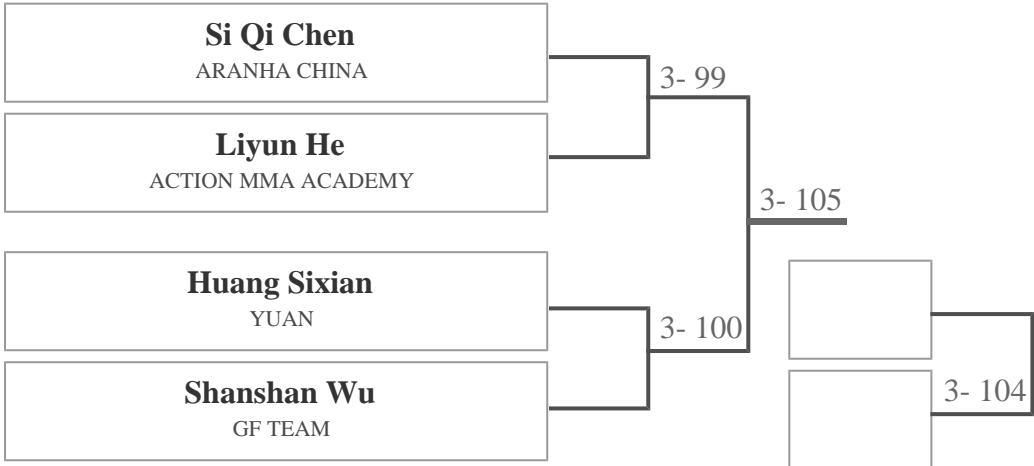 Si Qi Chen
ARANHA CHINA
3- 99
Liyun He
ACTION MMA ACADEMY
3- 105
Huang Sixian
YUAN
3- 100
Shanshan Wu
GF TEAM
3- 104